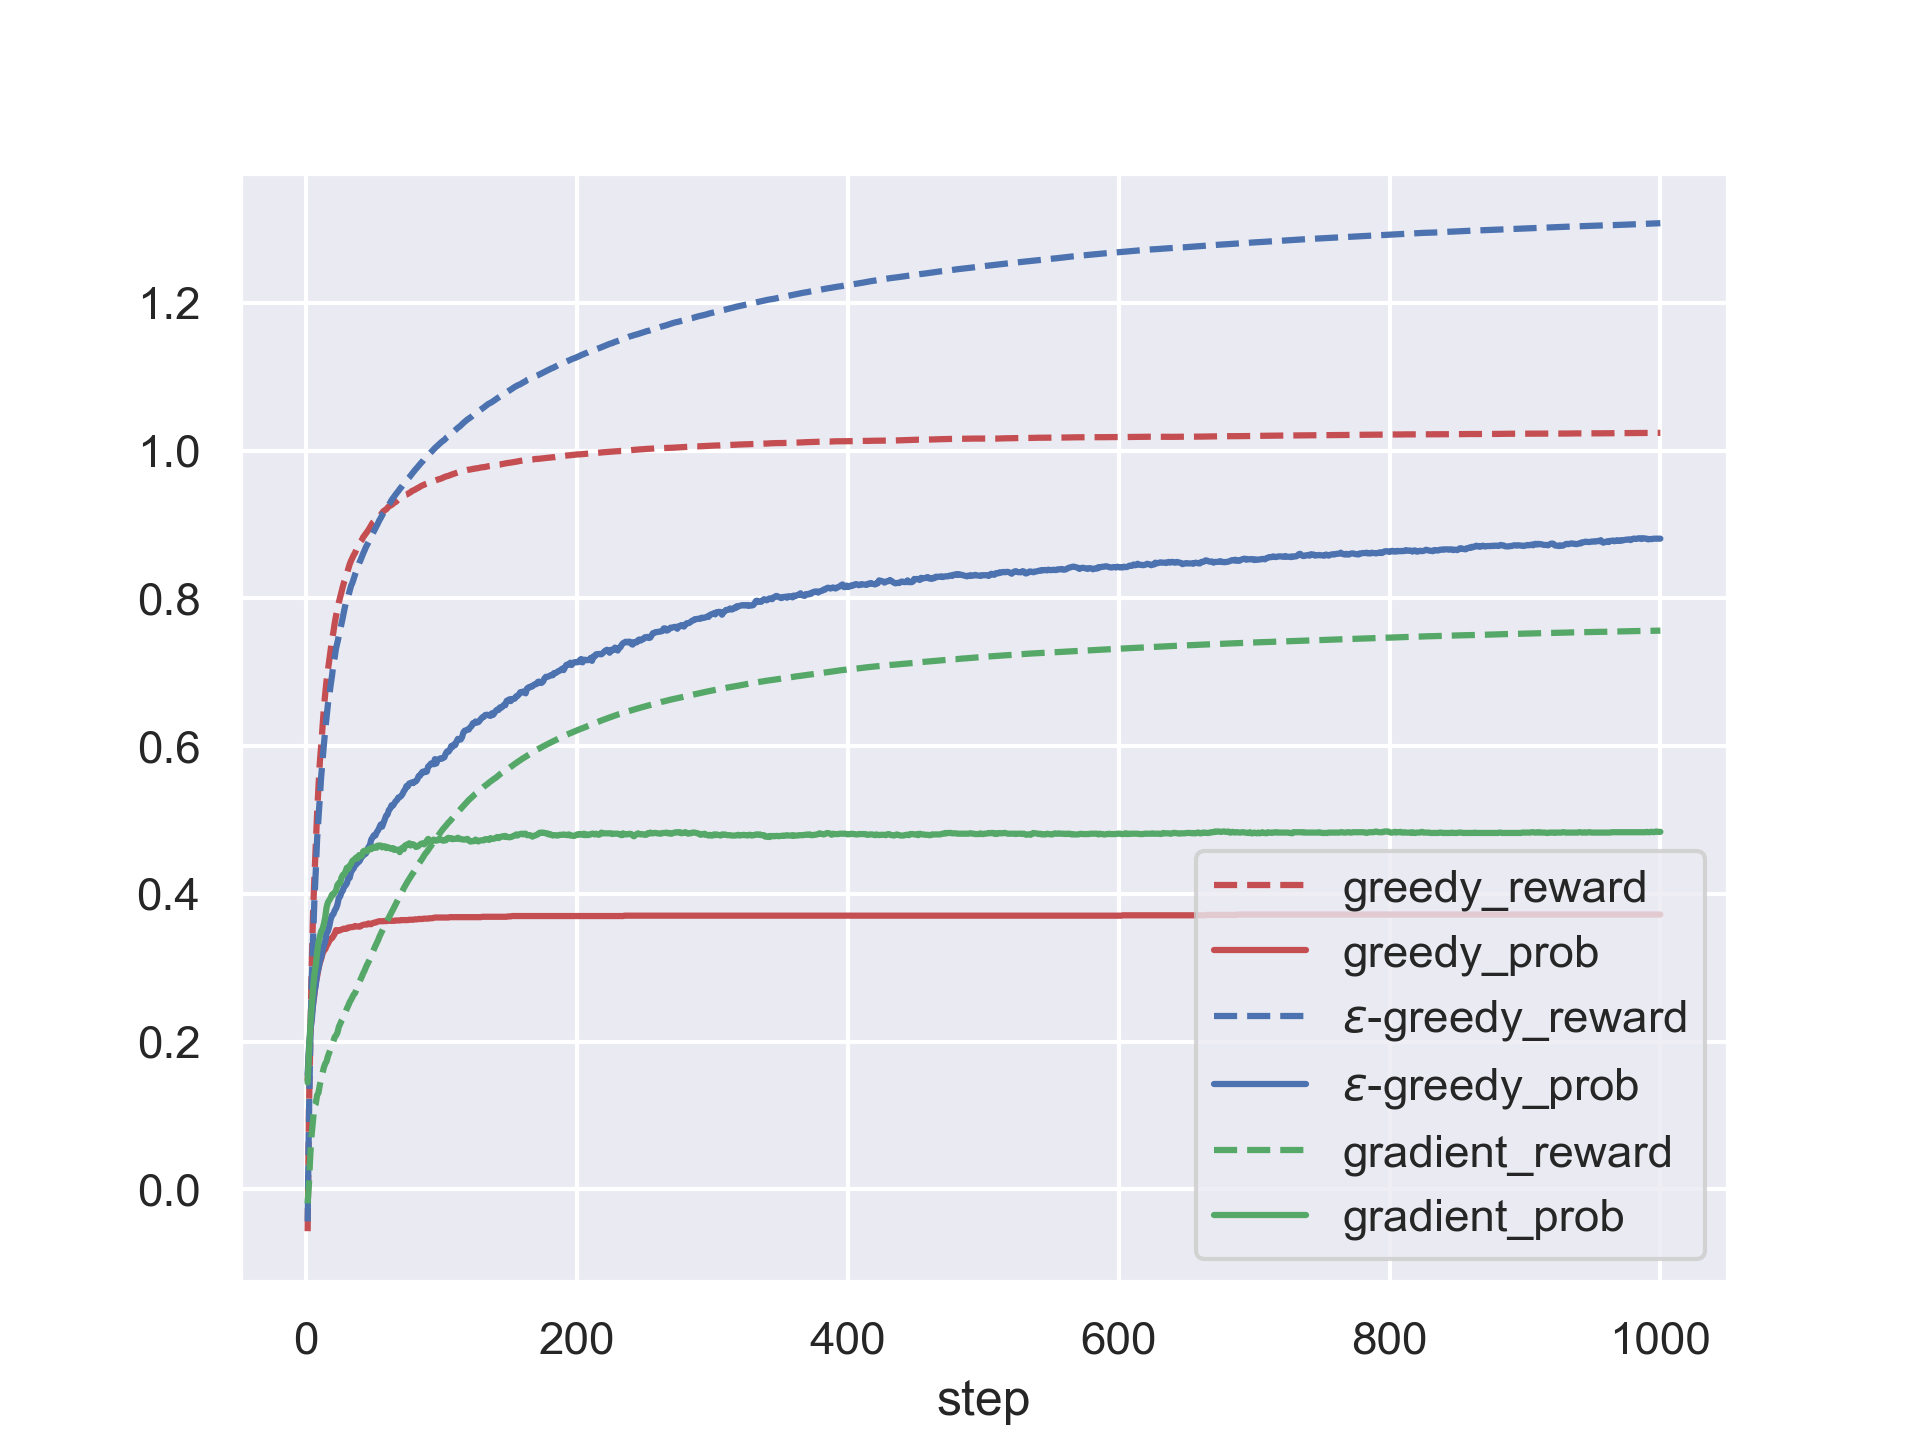 1.2
1.0
0.8
0.6
0.4
0.2
0.0
greedy_reward
greedy_prob
ε-greedy_reward
ε-greedy_prob
gradient_reward
gradient_prob
0 200 400 600 800 1000
step